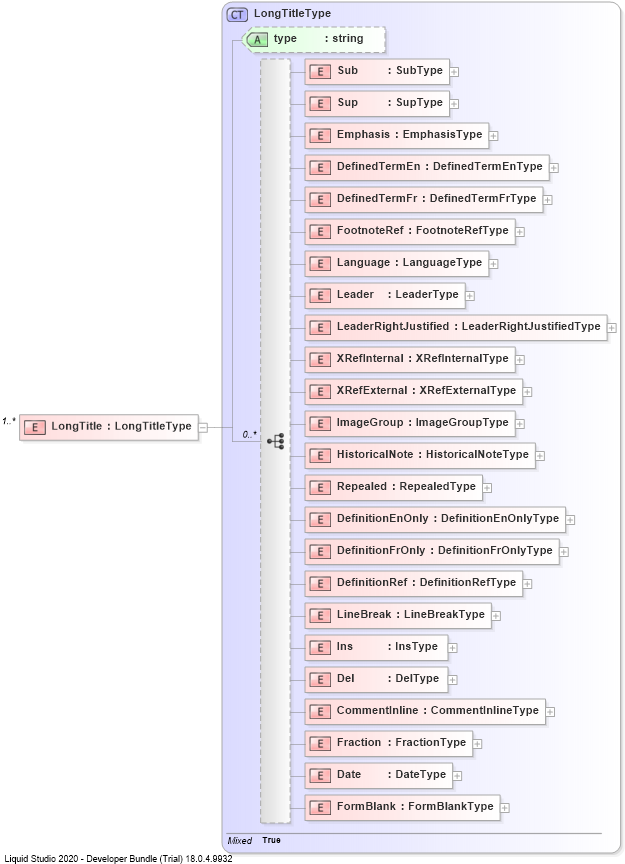 CT LongTitleType
A type : string
E Sub : SubType
E Sup : SupType
E Emphasis : EmphasisType
E DefinedTermEn : DefinedTermEnType
E DefinedTermFr : DefinedTermFrType
E FootnoteRef : FootnoteRefType
E Language : LanguageType
E Leader : LeaderType
E LeaderRightJustified : LeaderRightJustifiedType
E XRefInternal : XRefInternalType
E XRefExternal : XRefExternalType
1..* E LongTitle : LongTitleType
0..*
E ImageGroup : ImageGroupType
E HistoricalNote : HistoricalNoteType
E Repealed : RepealedType
E DefinitionEnOnly : DefinitionEnOnlyType
E DefinitionFrOnly : DefinitionFrOnlyType
E DefinitionRef : DefinitionRefType
E LineBreak : LineBreakType
E Ins : InsType
E Del : DelType
E CommentInline : CommentInlineType
E Fraction : FractionType
E Date : DateType
E FormBlank : FormBlankType
Mixed True
Liquid Studio 2020 - Developer Bundle (Trial) 18.0.4.9932